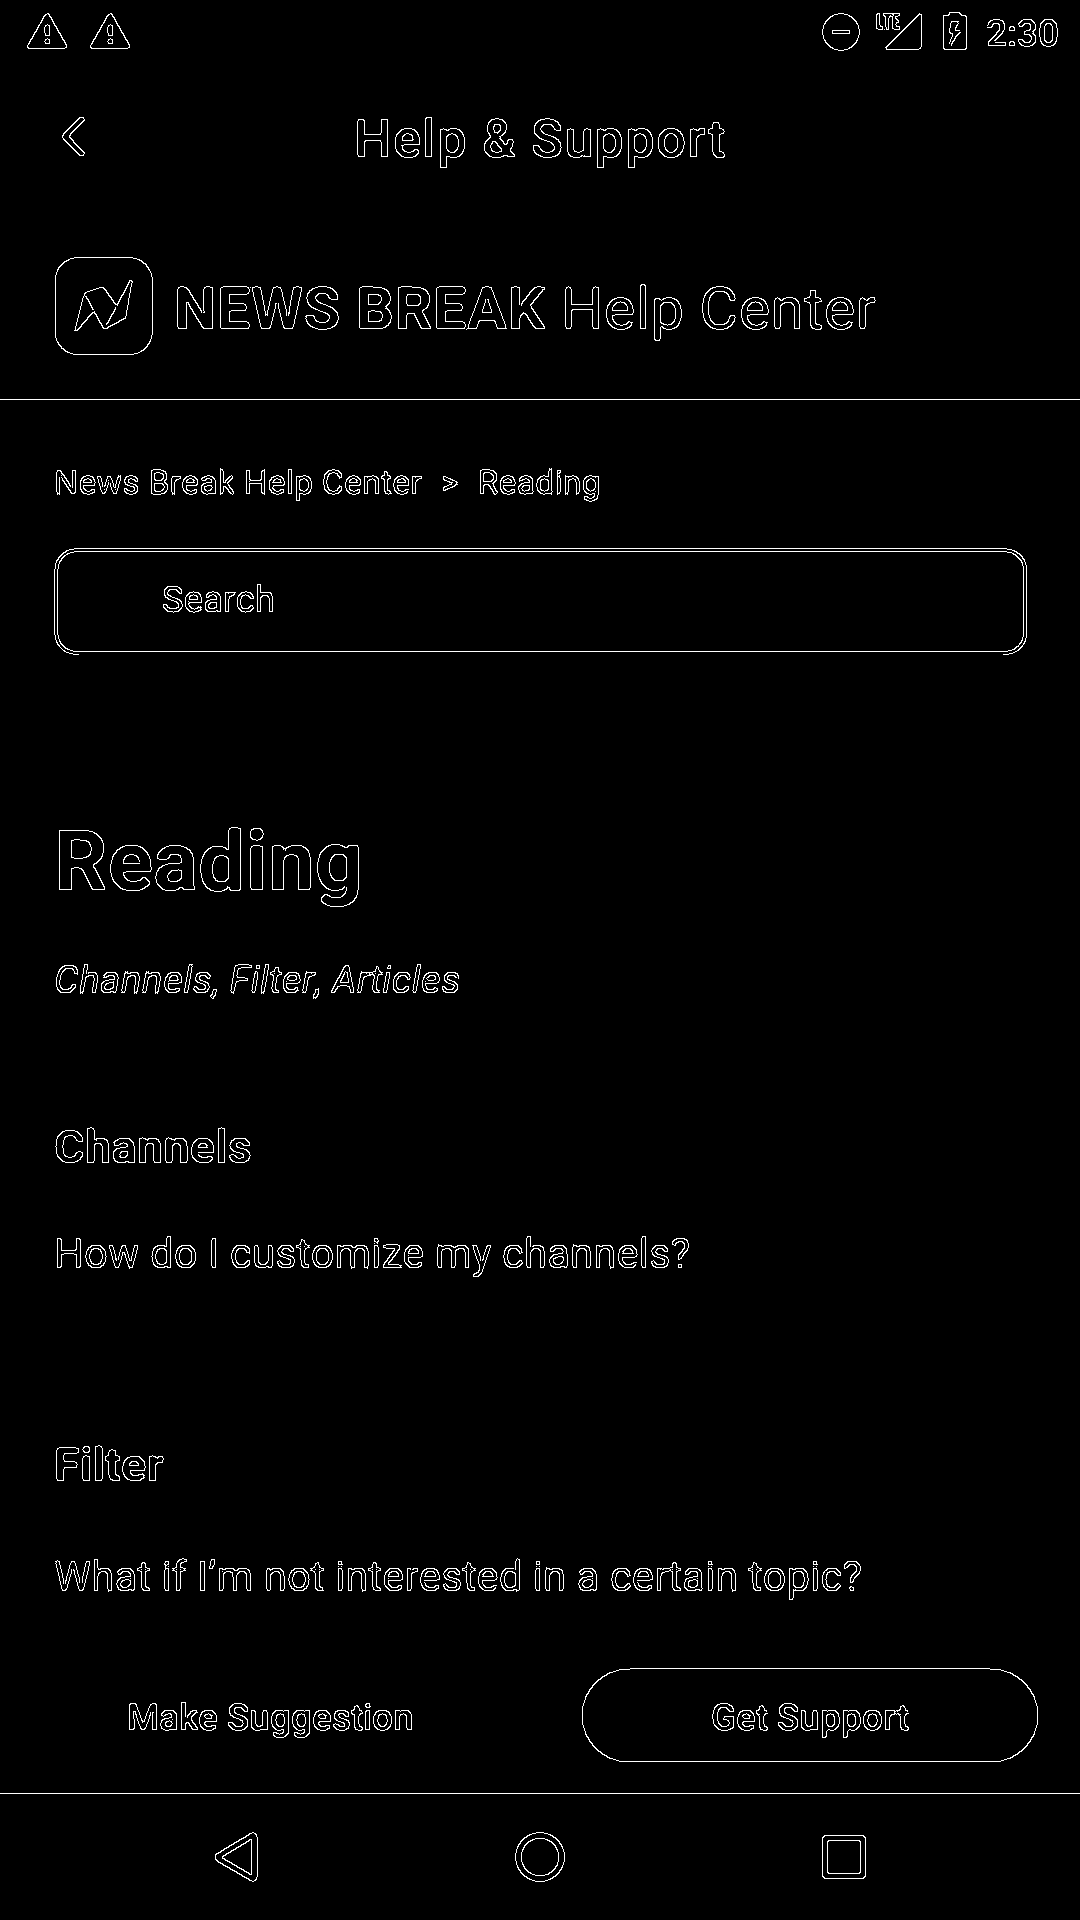 LTE 2:30
Help & Support
NEWS BREAK Help Center
News Break Help Center > Reading
Search
Reading
Channels, Filter, Articles
Channels
How do I customize my channels?
Filter
What if I'm not interested in a certain topic?
Make Suggestion Get Support